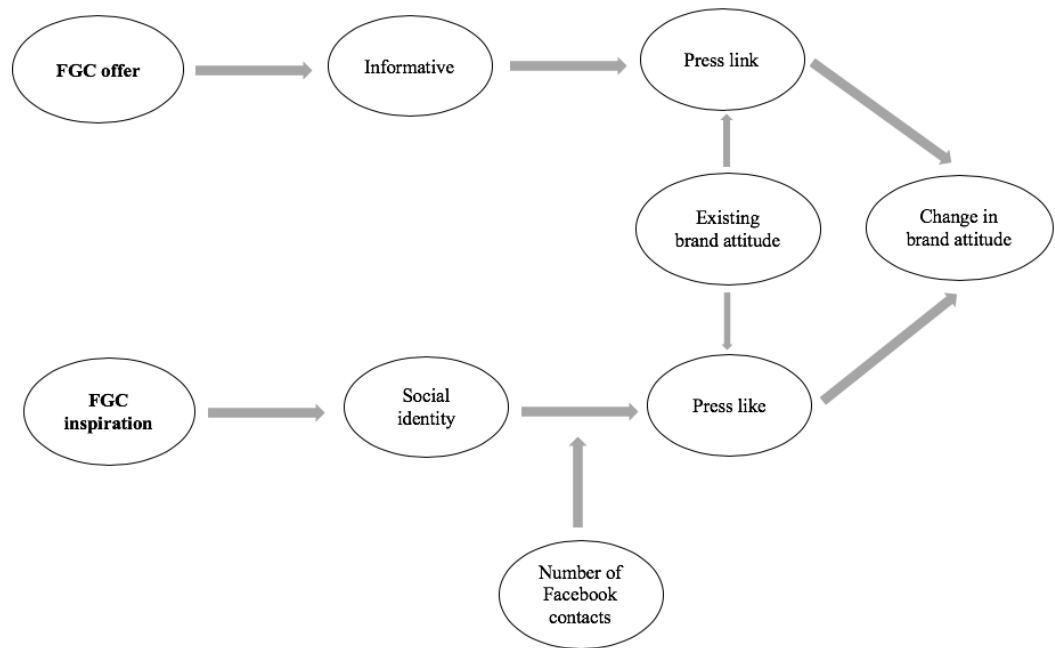 FGC offer
Informative
Press link
Existing
brand attitude
Change in
brand attitude
FGC
inspiration
Social
identity
Press like
Number of
Facebook
contacts